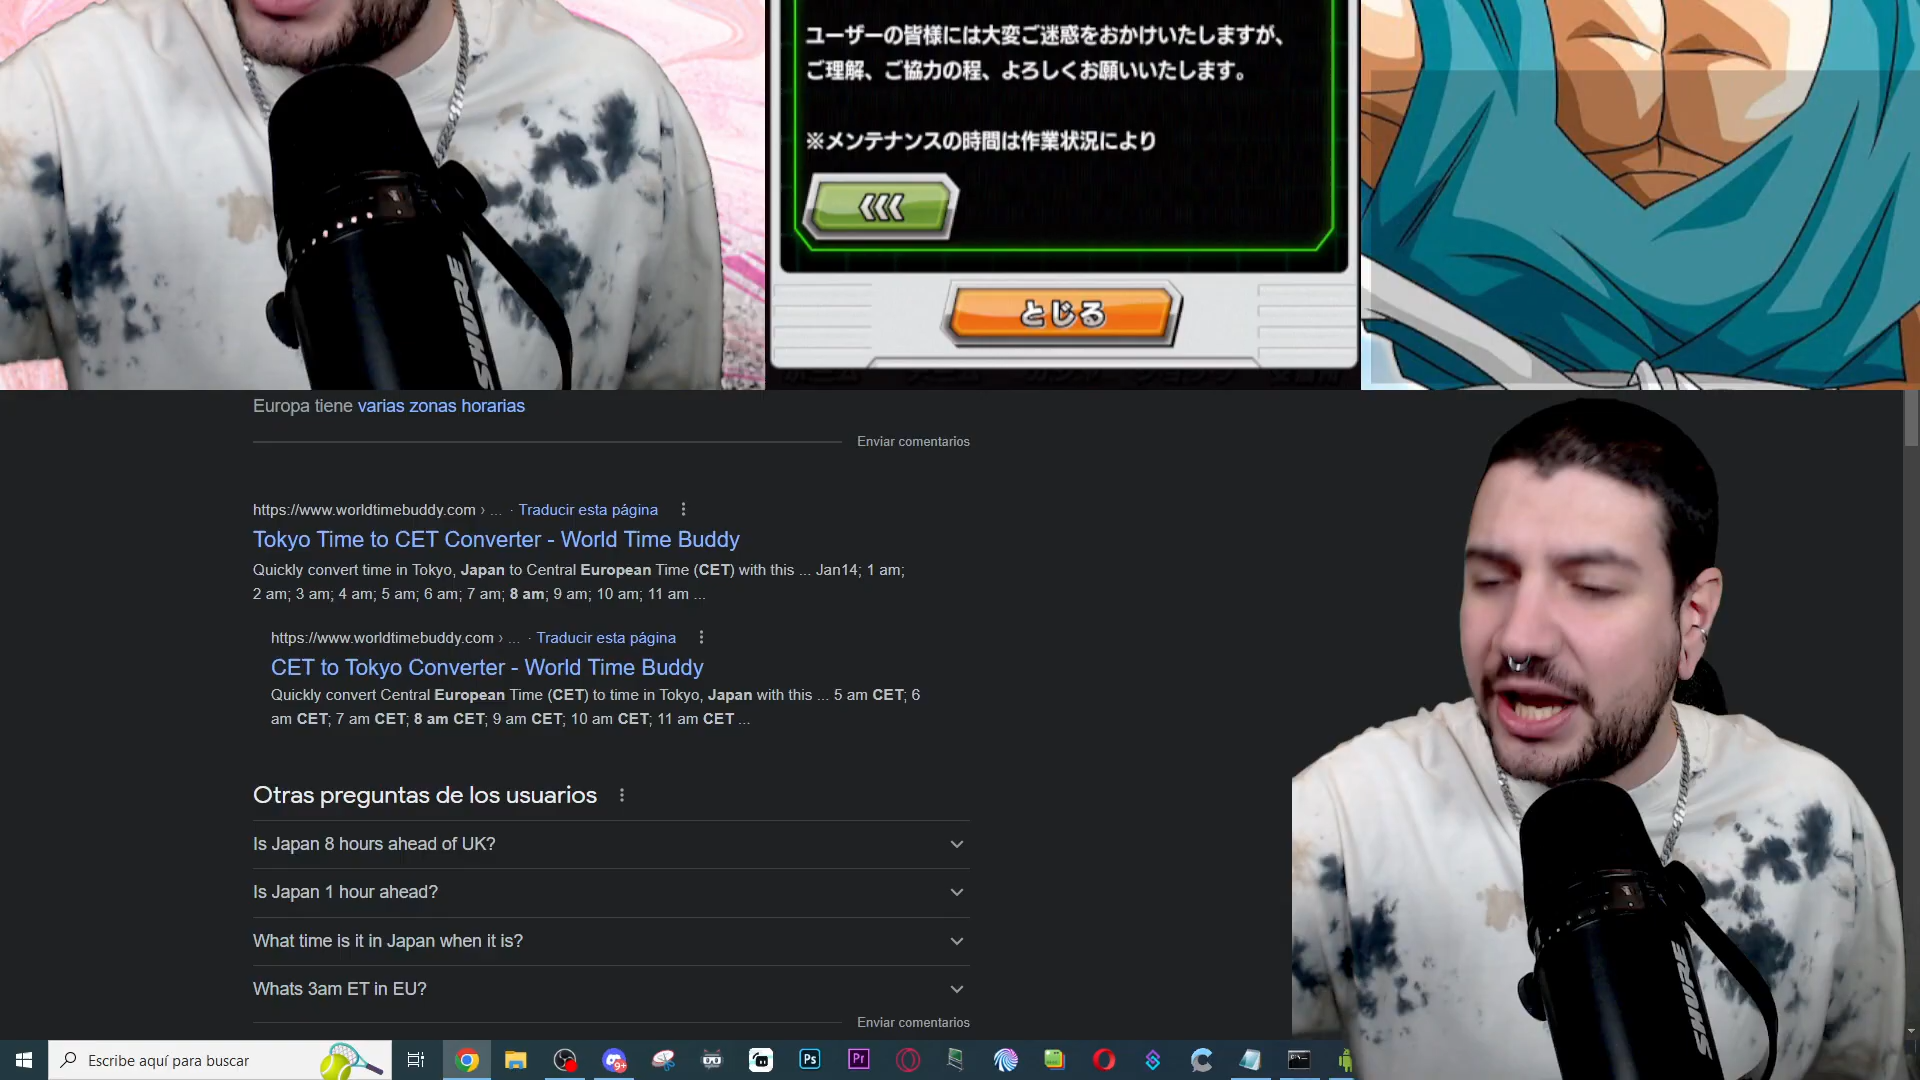 ユーザーの皆様には大変ご迷惑をおかけいたしますが、
ご理解、ご協力の程、よろしくお願いいたします。
※メンテナンスの時間は作業状況により
とじる
SHURE
Europa tiene varias zonas horarias
Enviar comentarios
https://www.worldtimebuddy.com › ... · Traducir esta página
Tokyo Time to CET Converter - World Time Buddy
Quickly convert time in Tokyo, Japan to Central European Time (CET) with this ... Jan14; 1 am;
2 am; 3 am; 4 am; 5 am; 6 am; 7 am; 8 am; 9 am; 10 am; 11 am ...
https://www.worldtimebuddy.com › ... · Traducir esta página
CET to Tokyo Converter - World Time Buddy
Quickly convert Central European Time (CET) to time in Tokyo, Japan with this ... 5 am CET; 6
am CET; 7 am CET; 8 am CET; 9 am CET; 10 am CET; 11 am CET ...
Otras preguntas de los usuarios
Is Japan 8 hours ahead of UK?
Is Japan 1 hour ahead?
What time is it in Japan when it is?
Whats 3am ET in EU?
Enviar comentarios
SHURE
Escribe aquí para buscar
9+
Ps
Pr